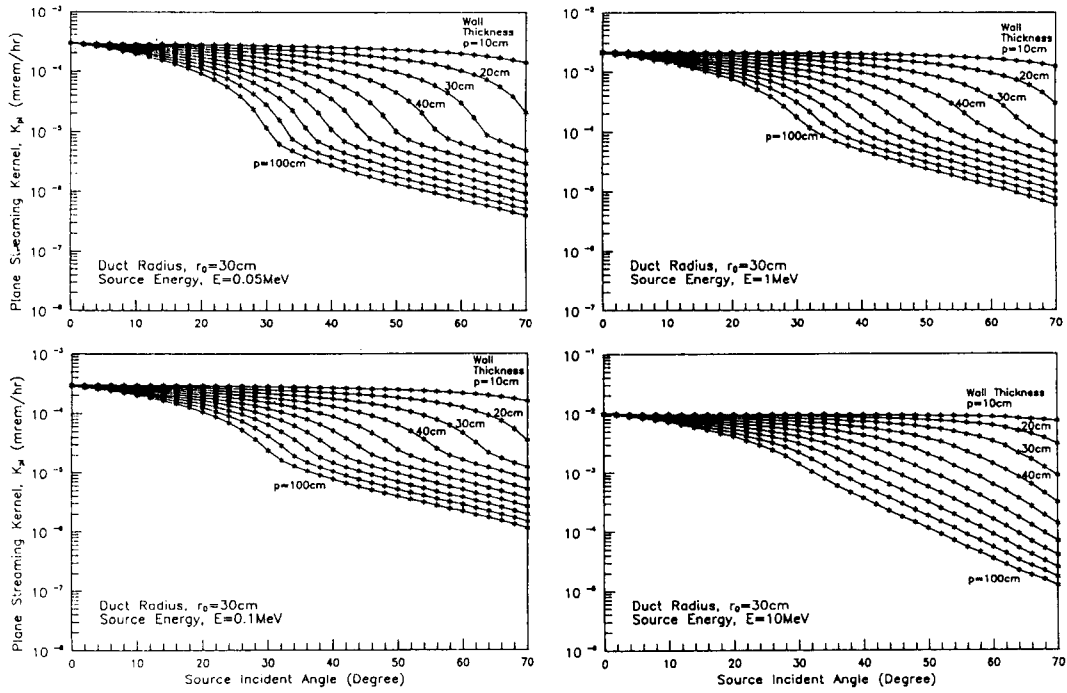 Plane Streaming Kernel, Kpl (mrem/hr)
10⁻³
10⁻⁴
10⁻⁵
10⁻⁶
10⁻⁷
10⁻⁸
Wall
Thickness
p=10cm
20cm
30cm
40cm
p=100cm
Duct Radius, r₀=30cm
Source Energy, E=0.05MeV
0 10 20 30 40 50 60 70
10⁻²
10⁻³
10⁻⁴
10⁻⁵
10⁻⁶
10⁻⁷
Wall
Thickness
p=10cm
20cm
30cm
40cm
p=100cm
Duct Radius, r₀=30cm
Source Energy, E=1MeV
0 10 20 30 40 50 60 70
Plane Streaming Kernel, Kpl (mrem/hr)
10⁻³
10⁻⁴
10⁻⁵
10⁻⁶
10⁻⁷
10⁻⁸
Wall
Thickness
p=10cm
20cm
30cm
40cm
p=100cm
Duct Radius, r₀=30cm
Source Energy, E=0.1MeV
0 10 20 30 40 50 60 70
Source Incident Angle (Degree)
10⁻¹
10⁻²
10⁻³
10⁻⁴
10⁻⁵
10⁻⁶
Wall Thickness
p=10cm
20cm
30cm
40cm
p=100cm
Duct Radius, r₀=30cm
Source Energy, E=10MeV
0 10 20 30 40 50 60 70
Source Incident Angle (Degree)